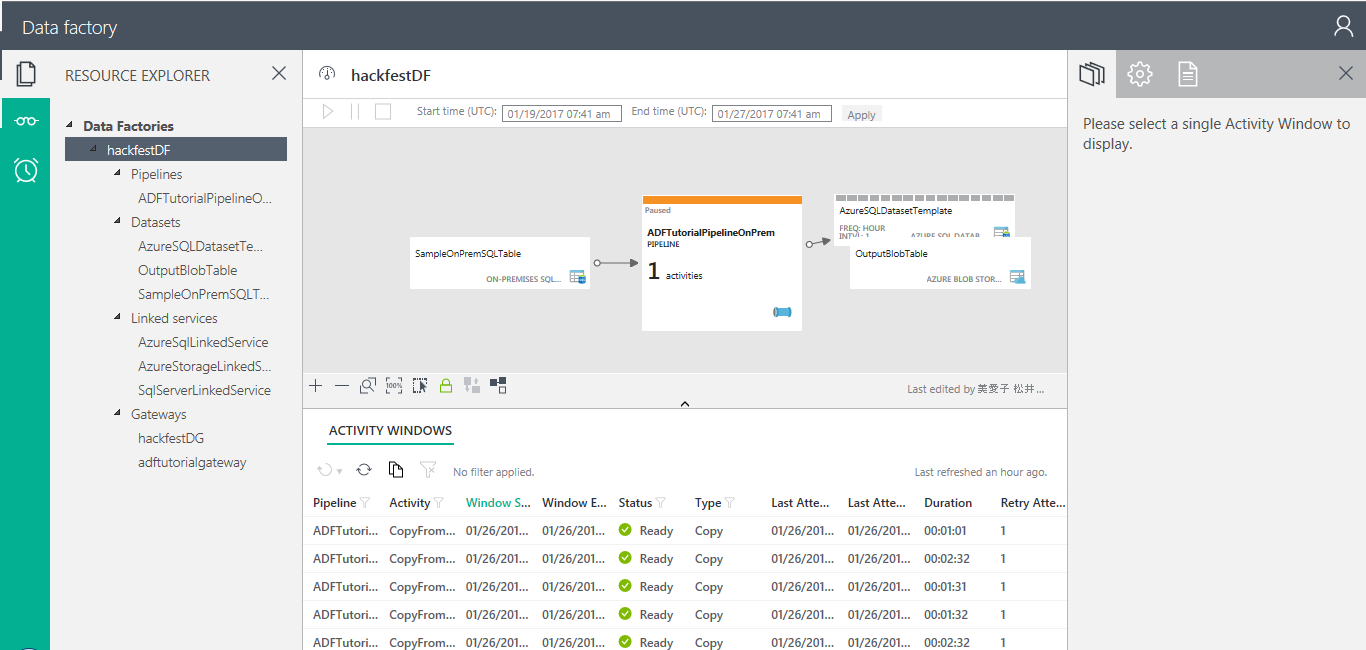 Data factory
RESOURCE EXPLORER
Data Factories
hackfestDF
Pipelines
ADFTutorialPipelineO...
Datasets
AzureSQLDatasetTe...
OutputBlobTable
SampleOnPremSQLT...
Linked services
AzureSqlLinkedService
AzureStorageLinkedS...
SqlServerLinkedService
Gateways
hackfestDG
adftutorialgateway
hackfestDF
Start time (UTC): 01/19/2017 07:41 am End time (UTC): 01/27/2017 07:41 am Apply
SampleOnPremSQLTable
ON-PREMISES SQL...
Paused
ADFTutorialPipelineOnPrem
PIPELINE
1 activities
AzureSQLDatasetTemplate
FREQ: HOUR
INTVL: 1 AZURE SQL DATAB...
OutputBlobTable
AZURE BLOB STOR...
100%
Last edited by 美愛子 松井...
ACTIVITY WINDOWS
No filter applied. Last refreshed an hour ago.
Pipeline Activity Window S... Window E... Status Type Last Atte... Last Atte... Duration Retry Atte...
ADFTutori... CopyFrom... 01/26/201... 01/26/201... Ready Copy 01/26/201... 01/26/201... 00:01:01 1
ADFTutori... CopyFrom... 01/26/201... 01/26/201... Ready Copy 01/26/201... 01/26/201... 00:02:32 1
ADFTutori... CopyFrom... 01/26/201... 01/26/201... Ready Copy 01/26/201... 01/26/201... 00:01:31 1
ADFTutori... CopyFrom... 01/26/201... 01/26/201... Ready Copy 01/26/201... 01/26/201... 00:01:32 1
ADFTutori... CopyFrom... 01/26/201... 01/26/201... Ready Copy 01/26/201... 01/26/201... 00:02:32 1
Please select a single Activity Window to
display.